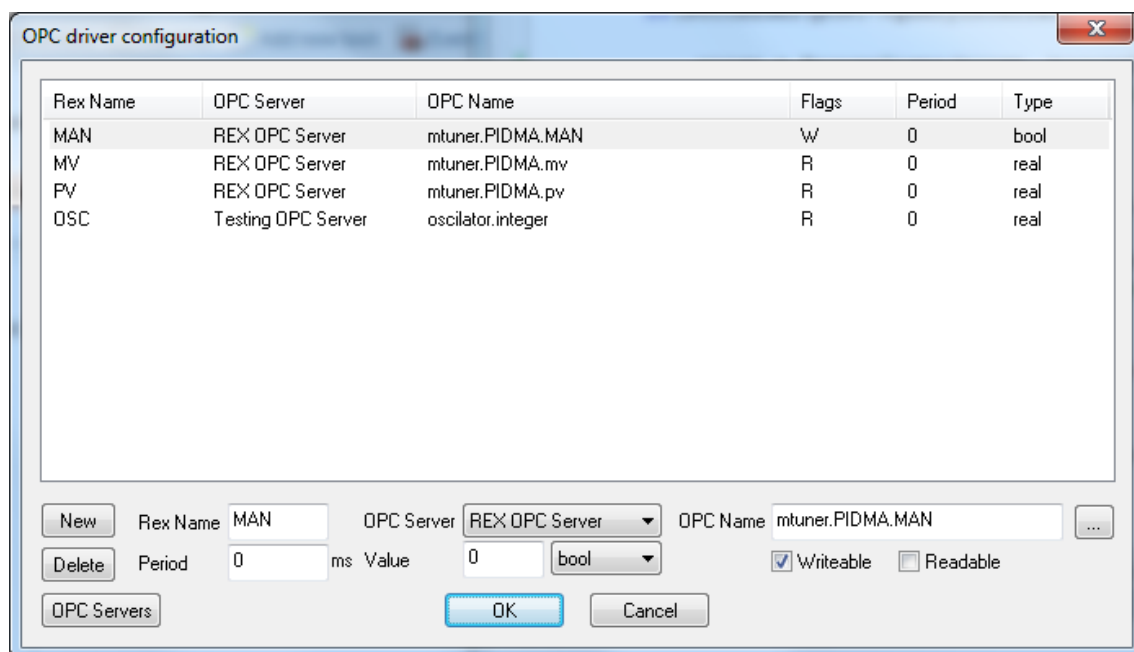 OPC driver configuration
Rex Name OPC Server OPC Name Flags Period Type
MAN REX OPC Server mtuner.PIDMA.MAN W 0 bool
MV REX OPC Server mtuner.PIDMA.mv R 0 real
PV REX OPC Server mtuner.PIDMA.pv R 0 real
OSC Testing OPC Server oscilator.integer R 0 real
New Rex Name MAN OPC Server REX OPC Server OPC Name mtuner.PIDMA.MAN ...
Delete Period 0 ms Value 0 bool Writeable Readable
OPC Servers OK Cancel